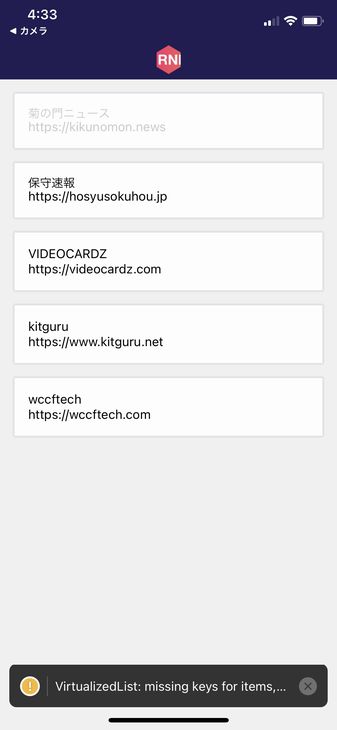 4:33
◀ カメラ
RNI
菊の門ニュース
https://kikunomon.news
保守速報
https://hosyusokuhou.jp
VIDEOCARDZ
https://videocardz.com
kitguru
https://www.kitguru.net
wccftech
https://wccftech.com
VirtualizedList: missing keys for items,...